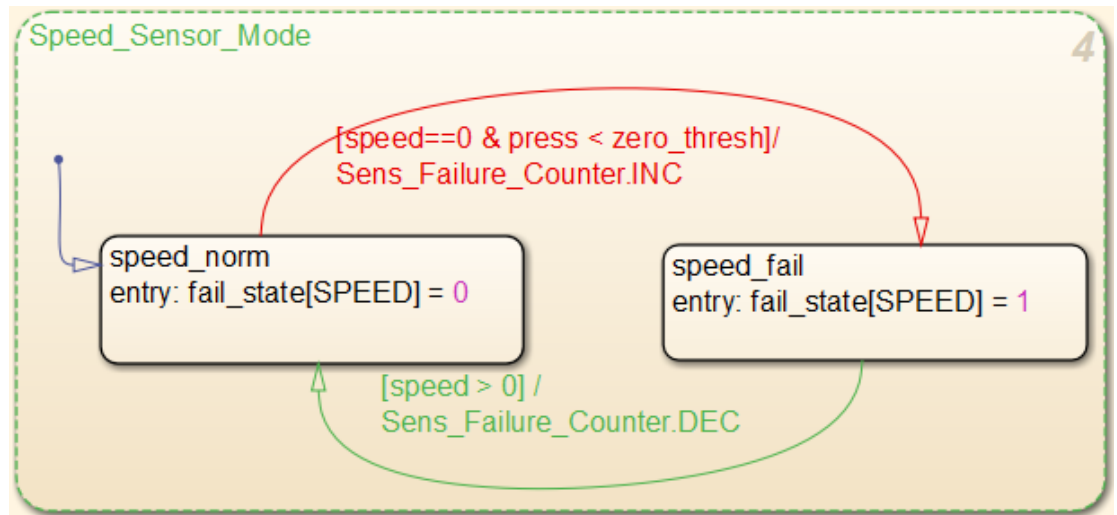 Speed_Sensor_Mode
4
[speed==0 & press < zero_thresh]/
Sens_Failure_Counter.INC
speed_norm
entry: fail_state[SPEED] = 0
speed_fail
entry: fail_state[SPEED] = 1
[speed > 0] /
Sens_Failure_Counter.DEC